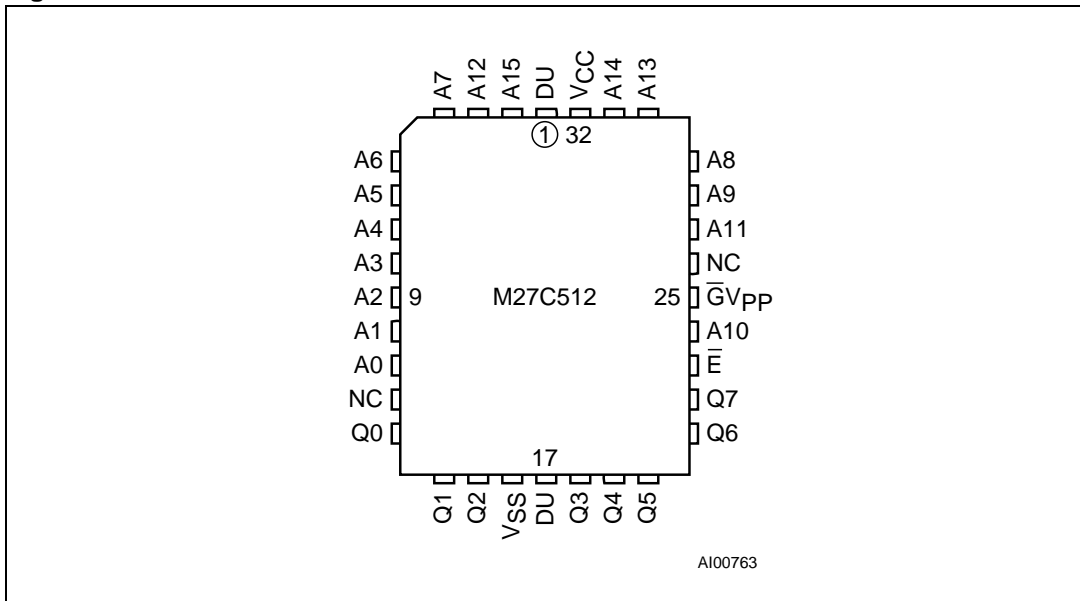 A7 A12 A15 DU VCC A14 A13
1 32
A6 A8
A5 A9
A4 A11
A3 NC
A2 9 M27C512 25 G̅VPP
A1 A10
A0 E̅
NC Q7
Q0 Q6
17
Q1 Q2 VSS DU Q3 Q4 Q5
AI00763